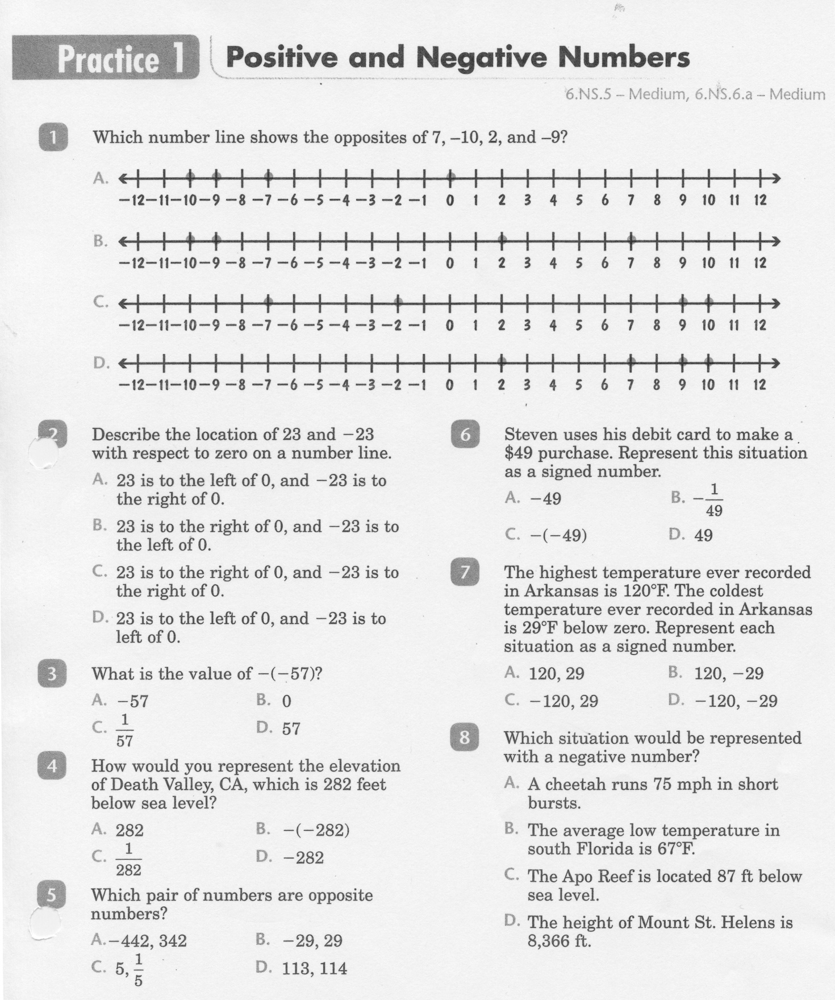 Practice 1 Positive and Negative Numbers
6.NS.5 – Medium, 6.NS.6.a – Medium
1 Which number line shows the opposites of 7, –10, 2, and –9?
A.
−12 −11 −10 −9 −8 −7 −6 −5 −4 −3 −2 −1 0 1 2 3 4 5 6 7 8 9 10 11 12
B.
−12 −11 −10 −9 −8 −7 −6 −5 −4 −3 −2 −1 0 1 2 3 4 5 6 7 8 9 10 11 12
C.
−12 −11 −10 −9 −8 −7 −6 −5 −4 −3 −2 −1 0 1 2 3 4 5 6 7 8 9 10 11 12
D.
−12 −11 −10 −9 −8 −7 −6 −5 −4 −3 −2 −1 0 1 2 3 4 5 6 7 8 9 10 11 12
2 Describe the location of 23 and −23
with respect to zero on a number line.
A. 23 is to the left of 0, and −23 is to
the right of 0.
B. 23 is to the right of 0, and −23 is to
the left of 0.
C. 23 is to the right of 0, and −23 is to
the right of 0.
D. 23 is to the left of 0, and −23 is to
left of 0.
3 What is the value of −(−57)?
A. −57 B. 0
C. 1/57 D. 57
4 How would you represent the elevation
of Death Valley, CA, which is 282 feet
below sea level?
A. 282 B. −(−282)
C. 1/282 D. −282
5 Which pair of numbers are opposite
numbers?
A. −442, 342 B. −29, 29
C. 5, 1/5 D. 113, 114
6 Steven uses his debit card to make a
$49 purchase. Represent this situation
as a signed number.
A. −49 B. −1/49
C. −(−49) D. 49
7 The highest temperature ever recorded
in Arkansas is 120°F. The coldest
temperature ever recorded in Arkansas
is 29°F below zero. Represent each
situation as a signed number.
A. 120, 29 B. 120, −29
C. −120, 29 D. −120, −29
8 Which situation would be represented
with a negative number?
A. A cheetah runs 75 mph in short
bursts.
B. The average low temperature in
south Florida is 67°F.
C. The Apo Reef is located 87 ft below
sea level.
D. The height of Mount St. Helens is
8,366 ft.